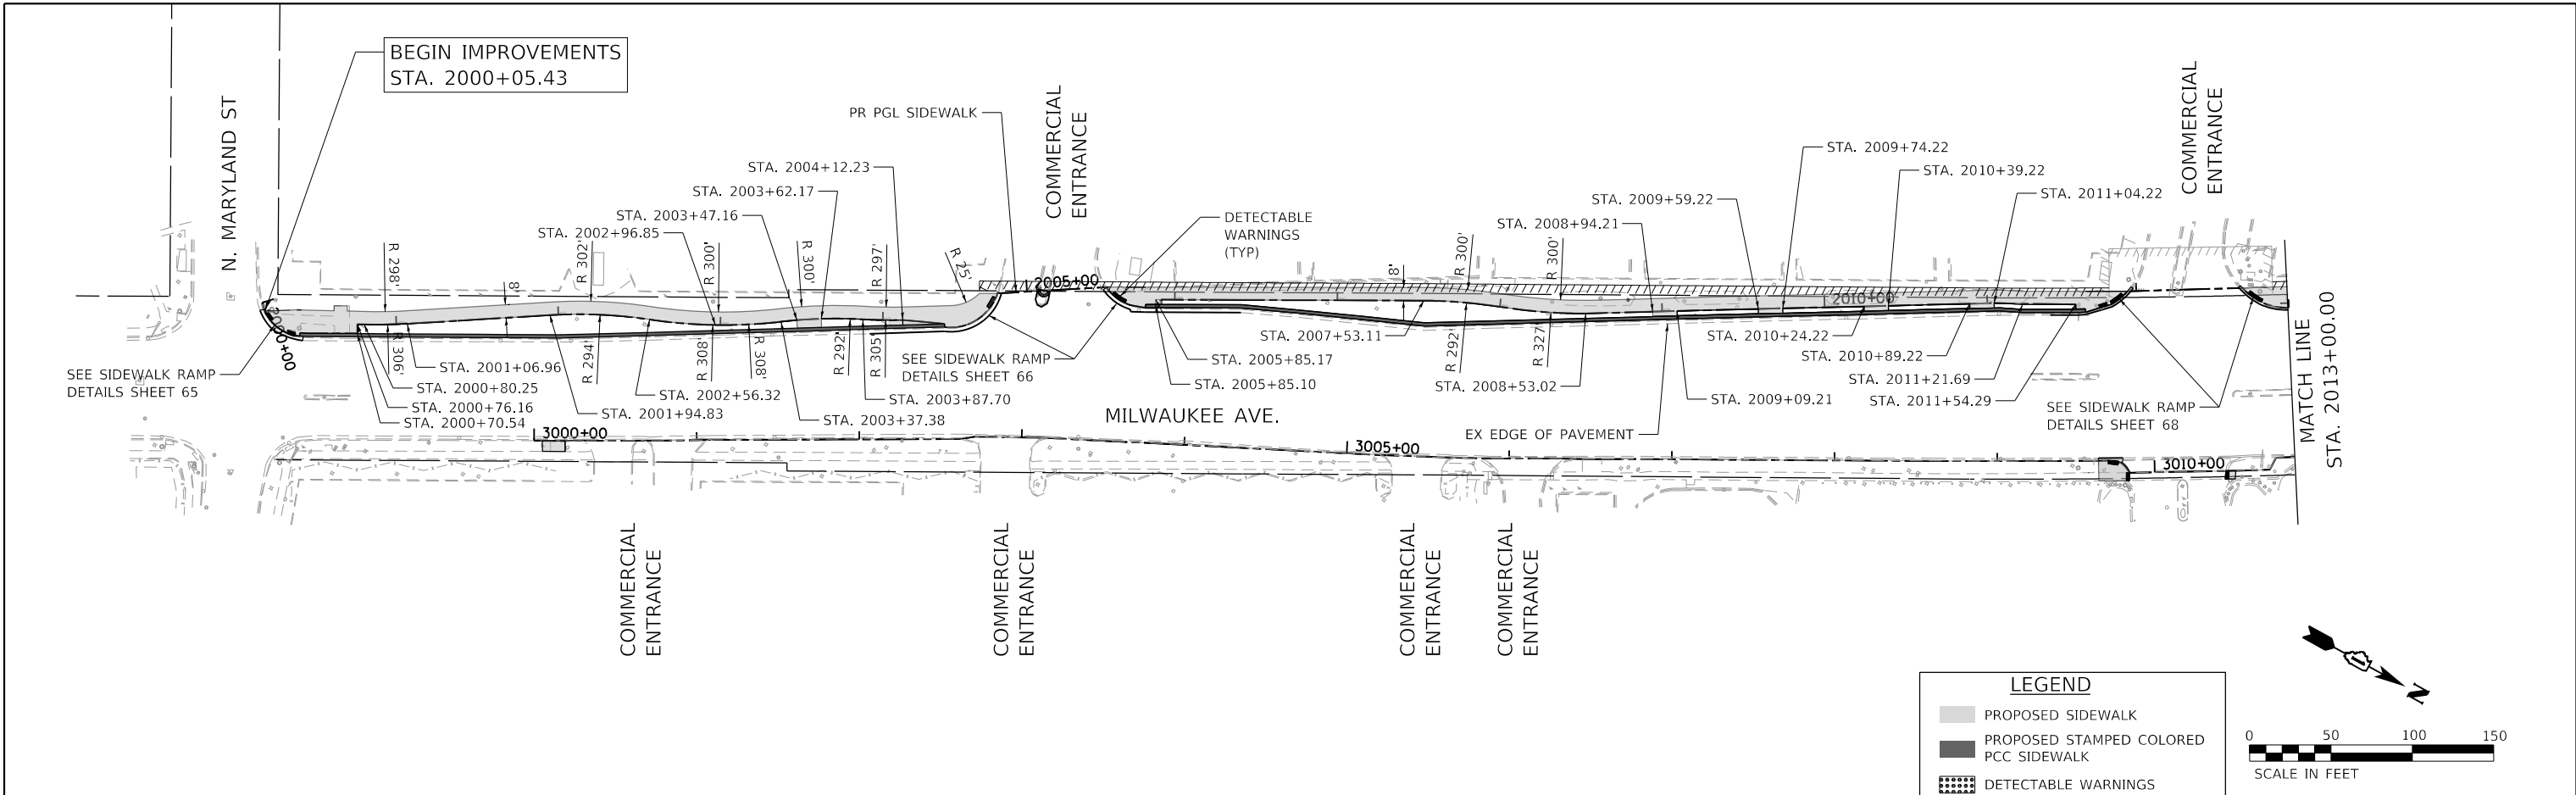 BEGIN IMPROVEMENTS
STA. 2000+05.43
N. MARYLAND ST
PR PGL SIDEWALK
COMMERCIAL
ENTRANCE
COMMERCIAL
ENTRANCE
STA. 2004+12.23
STA. 2003+62.17
STA. 2003+47.16
STA. 2002+96.85
DETECTABLE
WARNINGS
(TYP)
STA. 2009+74.22
STA. 2010+39.22
STA. 2011+04.22
STA. 2009+59.22
STA. 2008+94.21
R 298'
8'
R 302'
R 300'
R 300'
R 297'
R 25'
2005+00
8'
R 300'
R 300'
2010+00
2000+00
R 306'
R 294'
R 308'
R 308'
R 292'
R 305'
R 292'
R 327'
SEE SIDEWALK RAMP
DETAILS SHEET 65
STA. 2001+06.96
STA. 2000+80.25
STA. 2000+76.16
STA. 2000+70.54
STA. 2001+94.83
STA. 2002+56.32
STA. 2003+37.38
STA. 2003+87.70
SEE SIDEWALK RAMP
DETAILS SHEET 66
STA. 2005+85.17
STA. 2005+85.10
STA. 2007+53.11
STA. 2008+53.02
STA. 2009+09.21
STA. 2010+24.22
STA. 2010+89.22
STA. 2011+21.69
STA. 2011+54.29
SEE SIDEWALK RAMP
DETAILS SHEET 68
MATCH LINE
STA. 2013+00.00
MILWAUKEE AVE.
EX EDGE OF PAVEMENT
3000+00
3005+00
3010+00
COMMERCIAL
ENTRANCE
COMMERCIAL
ENTRANCE
COMMERCIAL
ENTRANCE
COMMERCIAL
ENTRANCE
N
LEGEND
PROPOSED SIDEWALK
PROPOSED STAMPED COLORED
PCC SIDEWALK
DETECTABLE WARNINGS
0 50 100 150
SCALE IN FEET